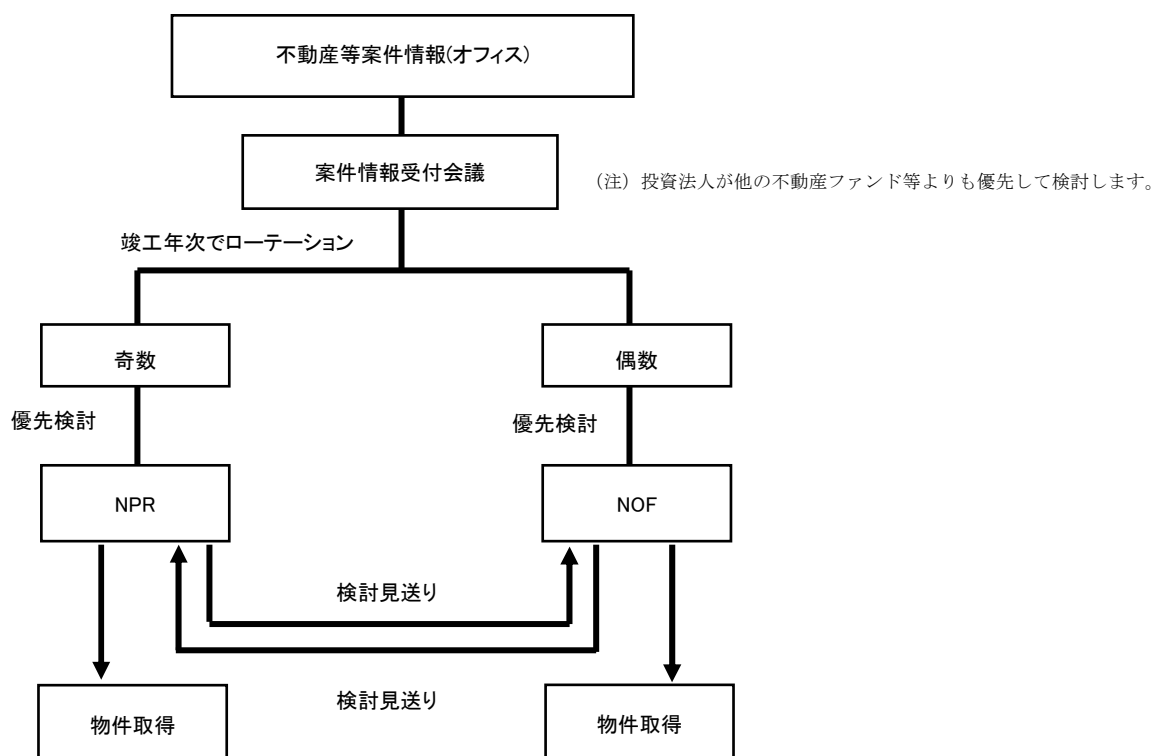 不動産等案件情報(オフィス)
案件情報受付会議
(注) 投資法人が他の不動産ファンド等よりも優先して検討します。
竣工年次でローテーション
奇数
偶数
優先検討
優先検討
NPR
NOF
検討見送り
検討見送り
物件取得
物件取得